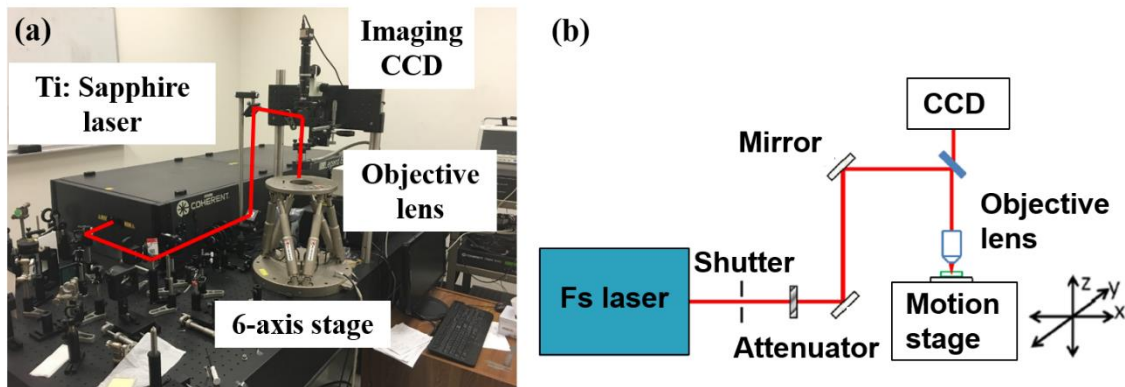 (a)
Imaging
CCD
Ti: Sapphire
laser
COHERENT
Objective
lens
6-axis stage
(b)
CCD
Mirror
Objective
lens
Shutter
Fs laser
Attenuator
Motion
stage
z
y
x